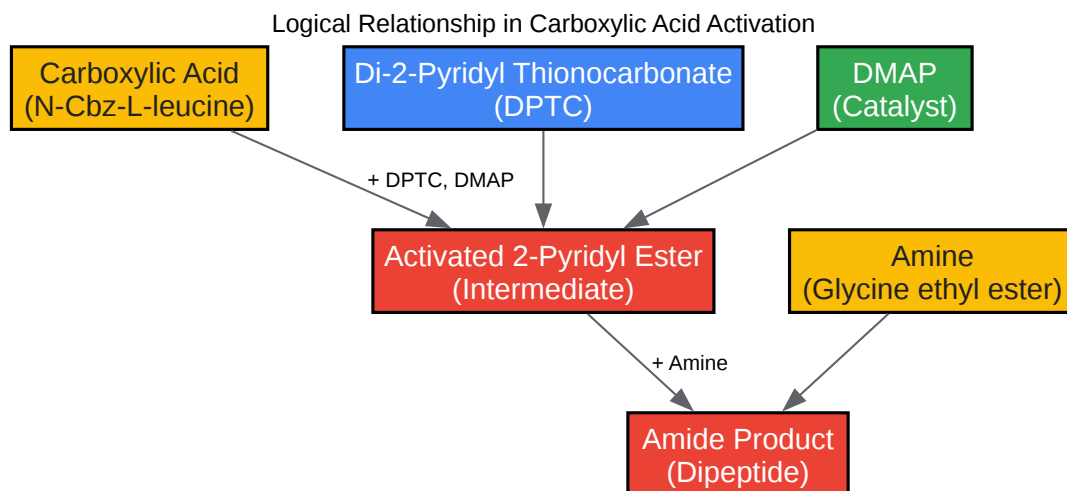 Logical Relationship in Carboxylic Acid Activation
Carboxylic Acid
(N-Cbz-L-leucine)
Di-2-Pyridyl Thionocarbonate
(DPTC)
DMAP
(Catalyst)
+ DPTC, DMAP
Activated 2-Pyridyl Ester
(Intermediate)
Amine
(Glycine ethyl ester)
+ Amine
Amide Product
(Dipeptide)